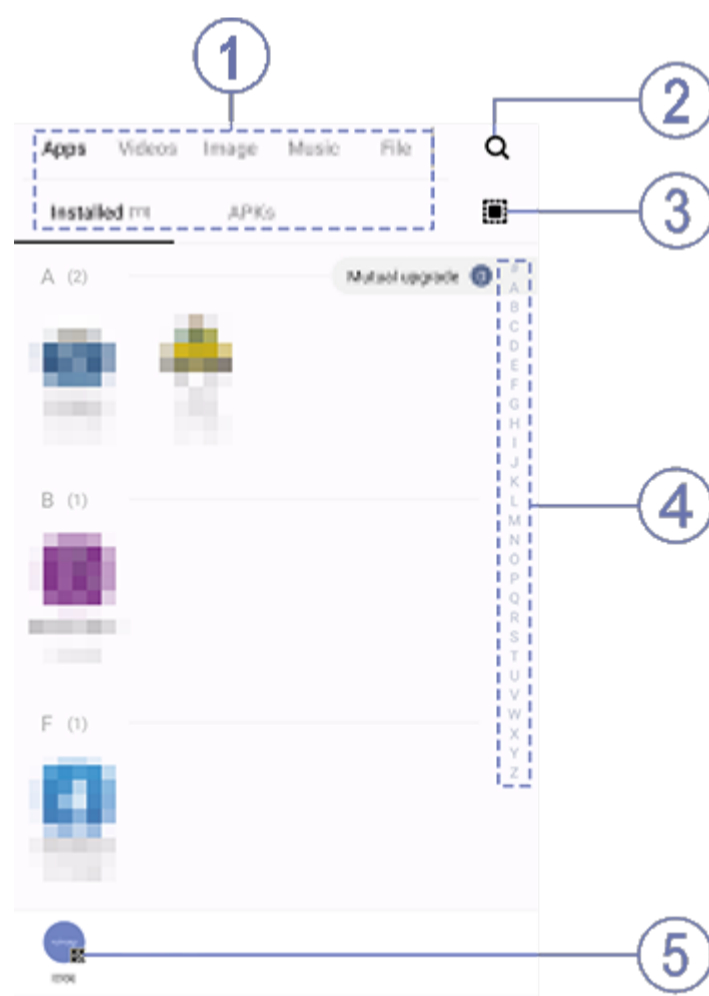 1
2
Apps Videos Image Music File
3
Installed
APKs
A (2)
Mutual upgrade
#
A
B
C
D
E
F
G
H
I
J
K
L
M
N
O
P
Q
R
S
T
U
V
W
X
Y
Z
4
B (1)
F (1)
5